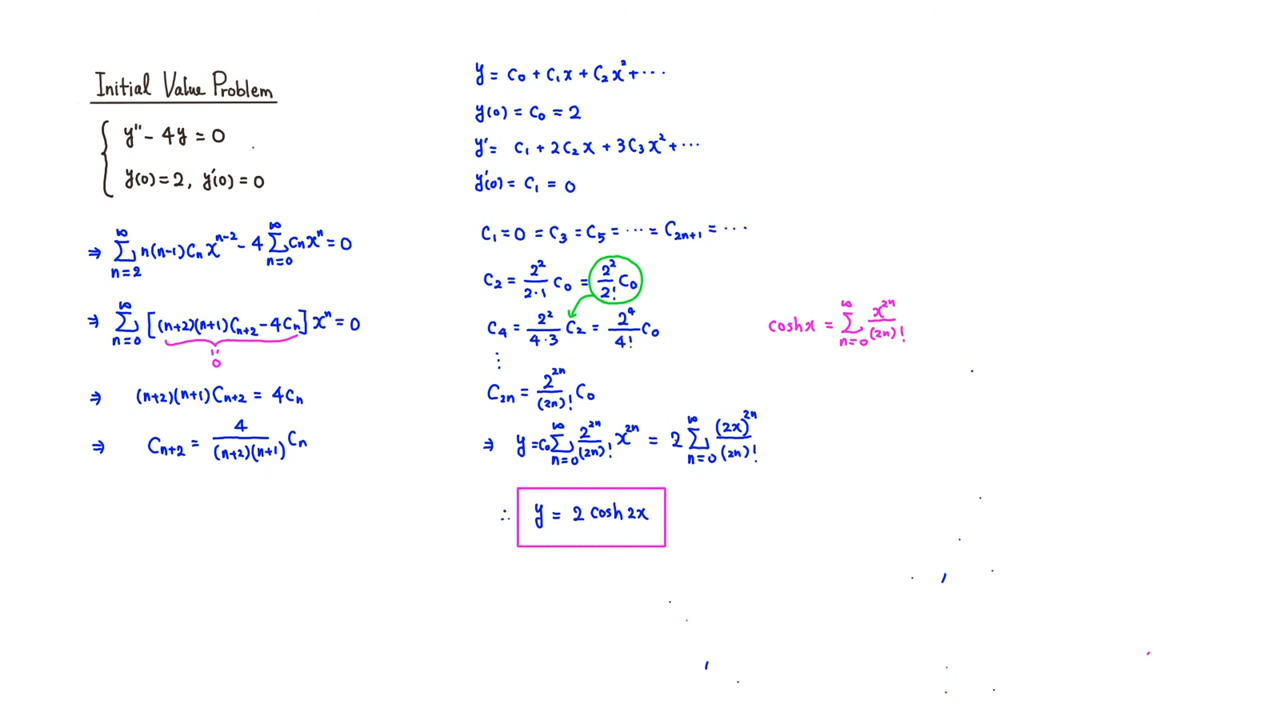 Initial Value Problem
y'' - 4y = 0
y(0) = 2, y'(0) = 0
⇒ ∑_{n=2}^{∞} n(n-1)C_n x^{n-2} - 4 ∑_{n=0}^{∞} C_n x^n = 0
⇒ ∑_{n=0}^{∞} [(n+2)(n+1)C_{n+2} - 4C_n] x^n = 0
=
0
⇒ (n+2)(n+1)C_{n+2} = 4C_n
⇒ C_{n+2} = 4/((n+2)(n+1)) C_n
y = C_0 + C_1 x + C_2 x^2 + ⋯
y(0) = C_0 = 2
y' = C_1 + 2C_2 x + 3C_3 x^2 + ⋯
y'(0) = C_1 = 0
C_1 = 0 = C_3 = C_5 = ⋯ = C_{2n+1} = ⋯
C_2 = 2^2/(2·1) C_0 = 2^2/2! C_0
C_4 = 2^2/(4·3) C_2 = 2^4/4! C_0
⋮
C_{2n} = 2^{2n}/(2n)! C_0
⇒ y = C_0 ∑_{n=0}^{∞} 2^{2n}/(2n)! x^{2n} = 2 ∑_{n=0}^{∞} (2x)^{2n}/(2n)!
∴ y = 2 cosh 2x
cosh x = ∑_{n=0}^{∞} x^{2n}/(2n)!